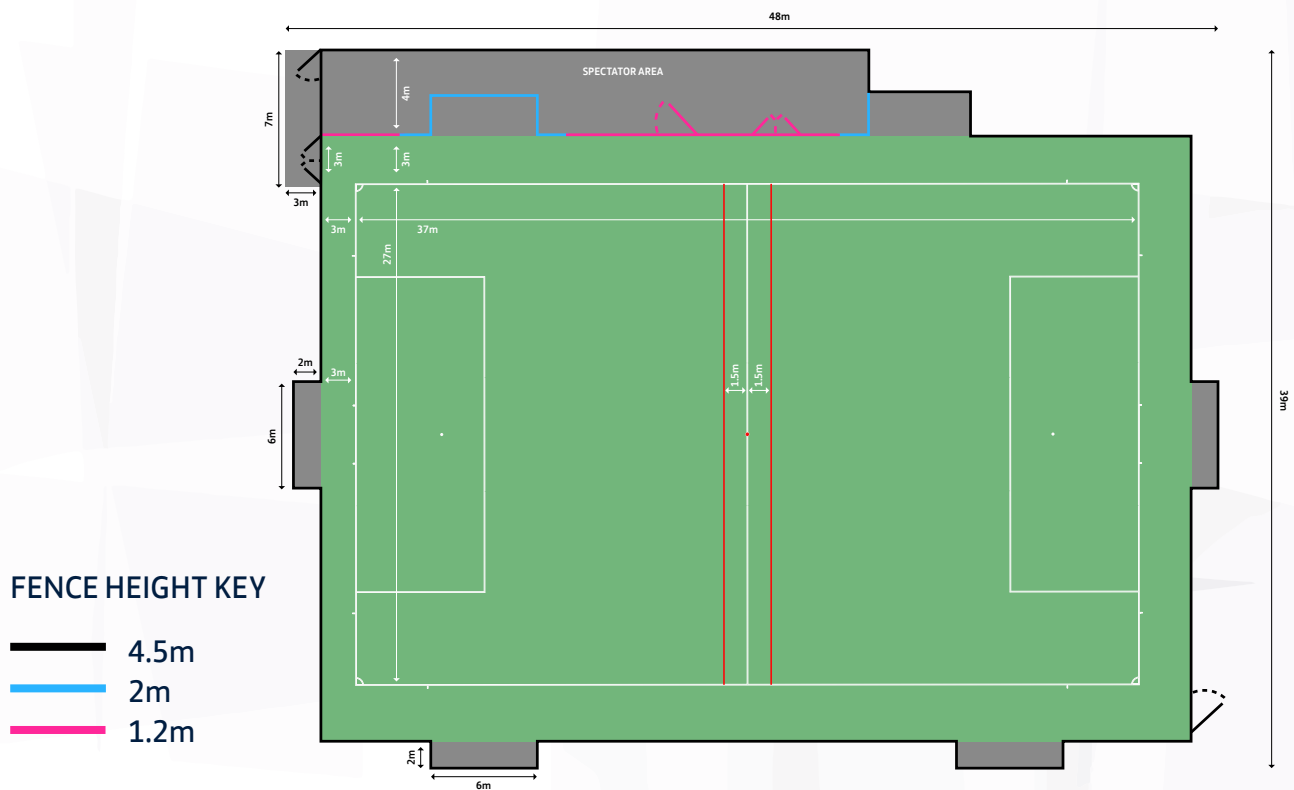 48m
SPECTATOR AREA
4m
7m
3m
3m
3m
3m
37m
27m
39m
2m
3m
1.5m
1.5m
6m
FENCE HEIGHT KEY
4.5m
2m
1.2m
2m
6m